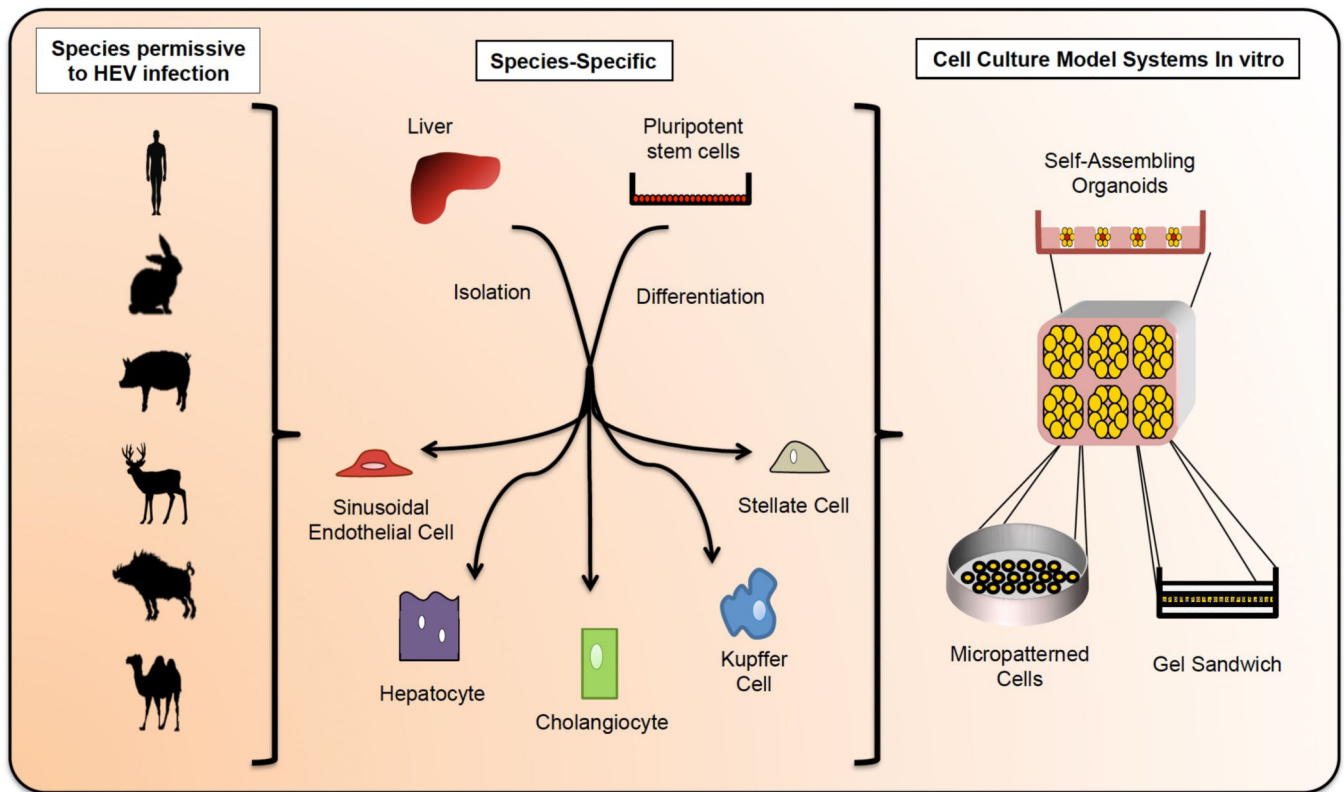 Species permissive
to HEV infection
Species-Specific
Cell Culture Model Systems In vitro
Liver
Pluripotent
stem cells
Self-Assembling
Organoids
Isolation
Differentiation
Sinusoidal
Endothelial Cell
Stellate Cell
Hepatocyte
Cholangiocyte
Kupffer
Cell
Micropatterned
Cells
Gel Sandwich